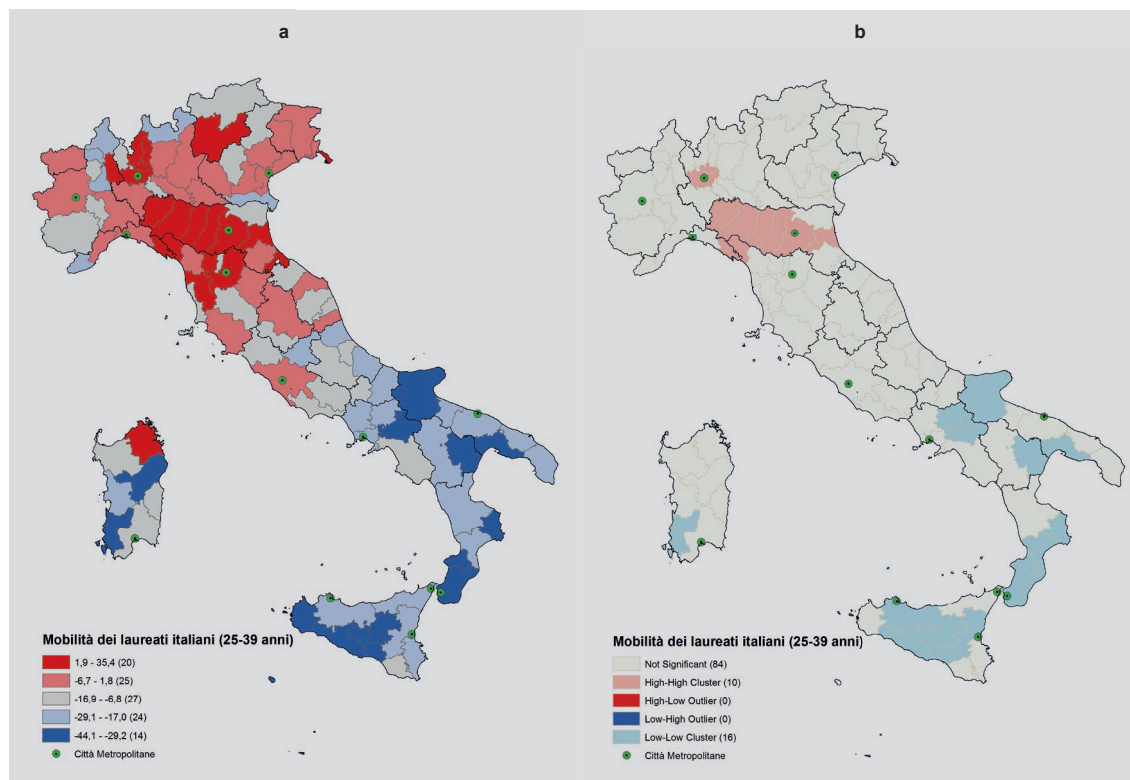 a
b
Mobilità dei laureati italiani (25-39 anni)
1,9 - 35,4 (20)
-6,7 - 1,8 (25)
-16,9 - -6,8 (27)
-29,1 - -17,0 (24)
-44,1 - -29,2 (14)
Città Metropolitane
Mobilità dei laureati italiani (25-39 anni)
Not Significant (84)
High-High Cluster (10)
High-Low Outlier (0)
Low-High Outlier (0)
Low-Low Cluster (16)
Città Metropolitane